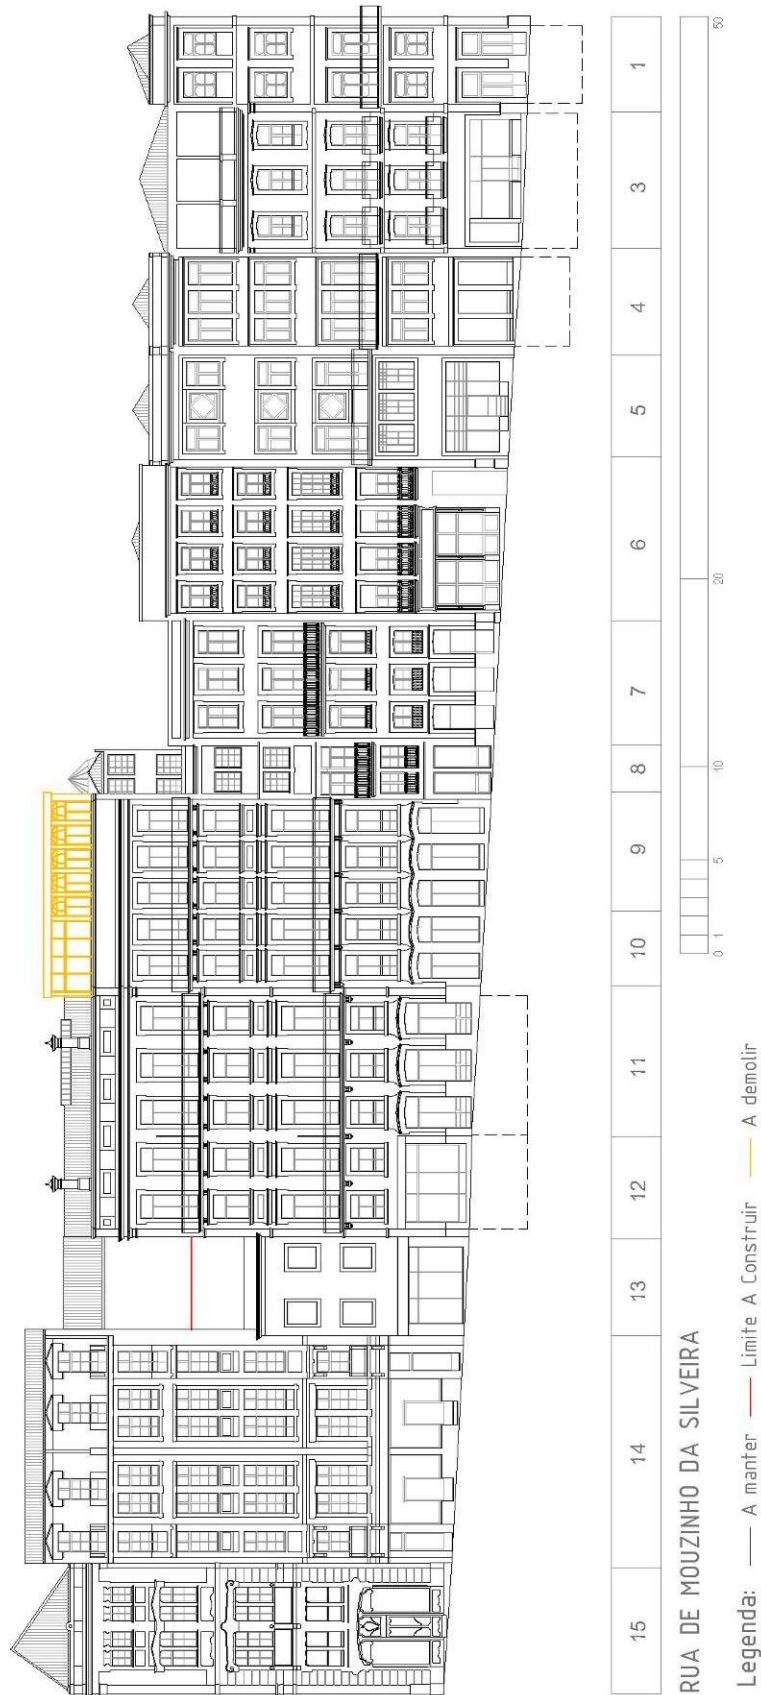 15 14 13 12 11 10 9 8 7 6 5 4 3 1
RUA DE MOUZINHO DA SILVEIRA
0 1 5 10 20 50
Legenda: A manter Limite A Construir A demolir